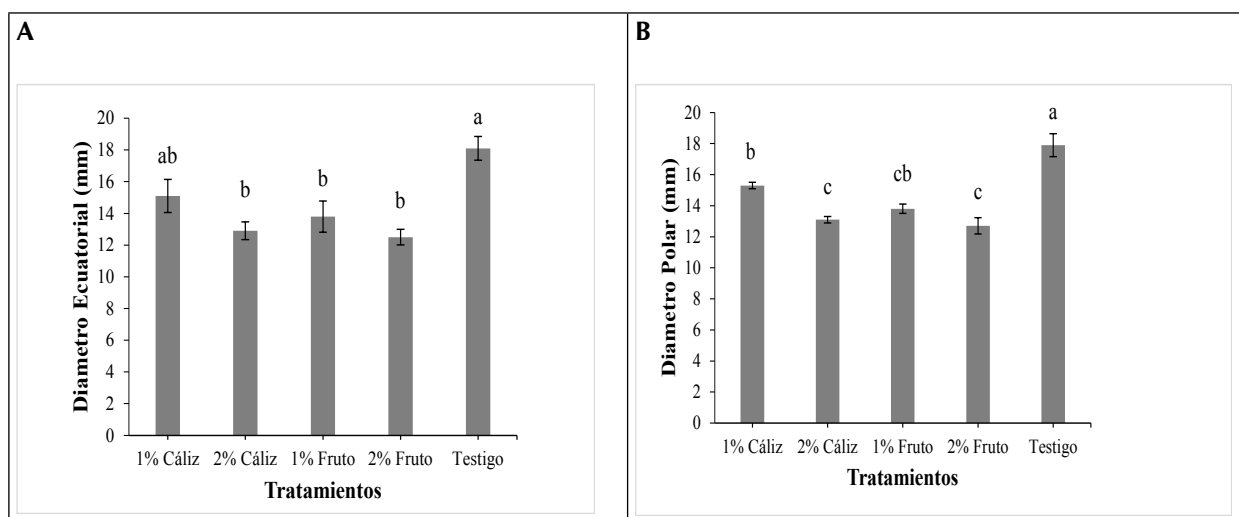 A
Diametro Ecuatorial (mm)
20
18
16
14
12
10
8
6
4
2
0
ab
b
b
b
a
1% Cáliz 2% Cáliz 1% Fruto 2% Fruto Testigo
Tratamientos
B
Diametro Polar (mm)
20
18
16
14
12
10
8
6
4
2
0
b
c
cb
c
a
1% Cáliz 2% Cáliz 1% Fruto 2% Fruto Testigo
Tratamientos